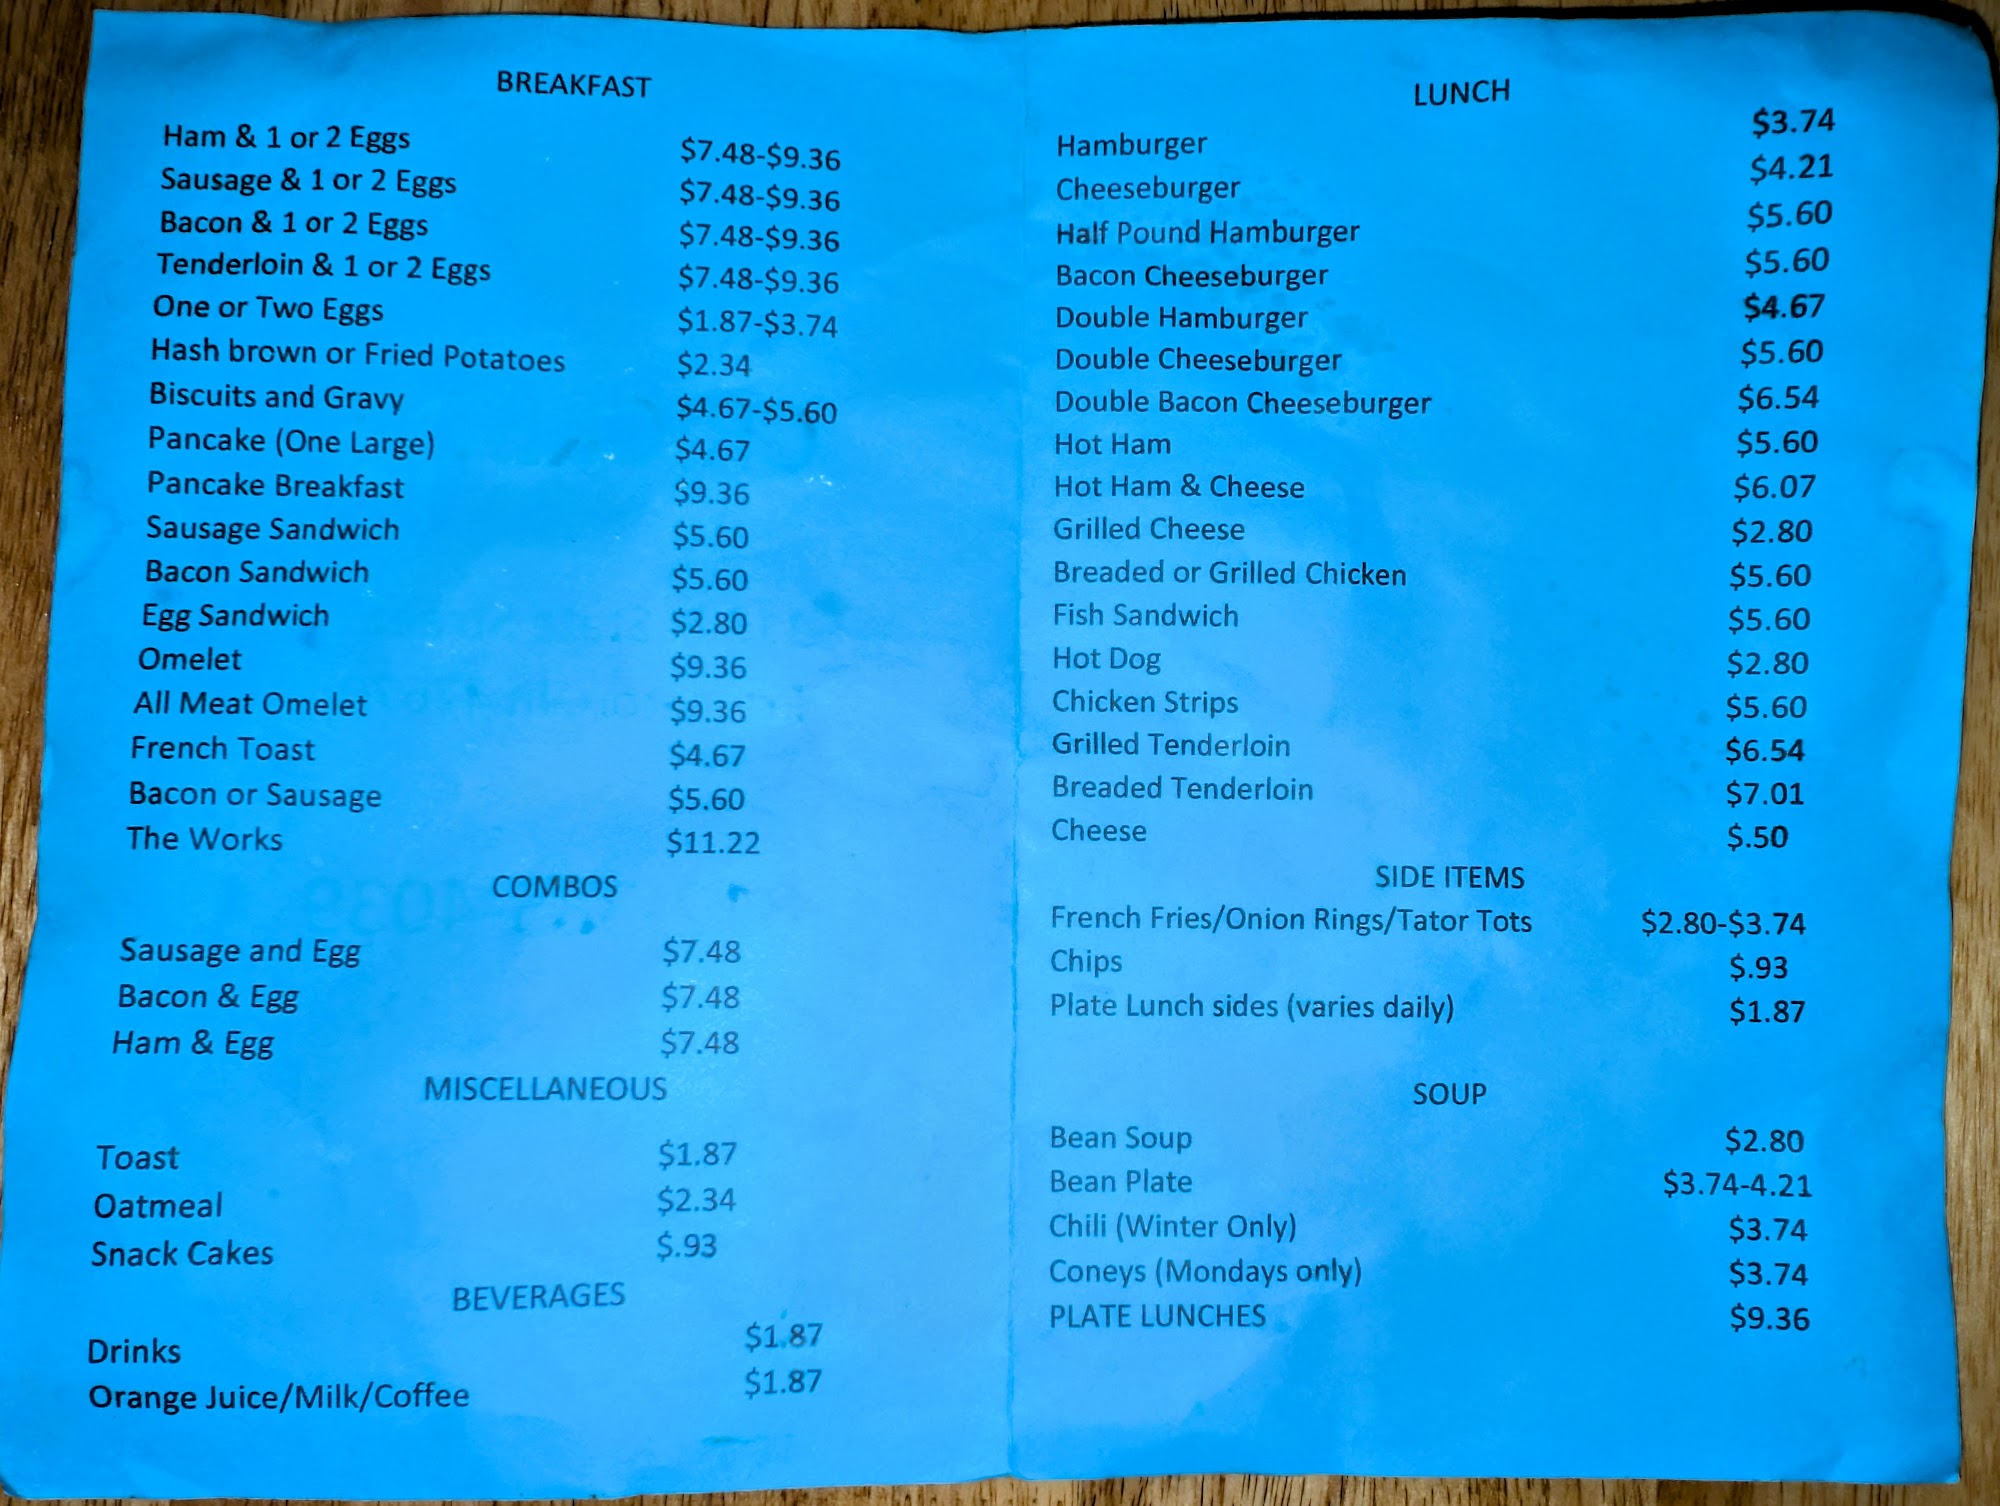 BREAKFAST
Ham & 1 or 2 Eggs $7.48-$9.36
Sausage & 1 or 2 Eggs $7.48-$9.36
Bacon & 1 or 2 Eggs $7.48-$9.36
Tenderloin & 1 or 2 Eggs $7.48-$9.36
One or Two Eggs $1.87-$3.74
Hash brown or Fried Potatoes $2.34
Biscuits and Gravy $4.67-$5.60
Pancake (One Large) $4.67
Pancake Breakfast $9.36
Sausage Sandwich $5.60
Bacon Sandwich $5.60
Egg Sandwich $2.80
Omelet $9.36
All Meat Omelet $9.36
French Toast $4.67
Bacon or Sausage $5.60
The Works $11.22
COMBOS
Sausage and Egg $7.48
Bacon & Egg $7.48
Ham & Egg $7.48
MISCELLANEOUS
Toast $1.87
Oatmeal $2.34
Snack Cakes $.93
BEVERAGES
Drinks $1.87
Orange Juice/Milk/Coffee $1.87
LUNCH
Hamburger $3.74
Cheeseburger $4.21
Half Pound Hamburger $5.60
Bacon Cheeseburger $5.60
Double Hamburger $4.67
Double Cheeseburger $5.60
Double Bacon Cheeseburger $6.54
Hot Ham $5.60
Hot Ham & Cheese $6.07
Grilled Cheese $2.80
Breaded or Grilled Chicken $5.60
Fish Sandwich $5.60
Hot Dog $2.80
Chicken Strips $5.60
Grilled Tenderloin $6.54
Breaded Tenderloin $7.01
Cheese $.50
SIDE ITEMS
French Fries/Onion Rings/Tator Tots $2.80-$3.74
Chips $.93
Plate Lunch sides (varies daily) $1.87
SOUP
Bean Soup $2.80
Bean Plate $3.74-4.21
Chili (Winter Only) $3.74
Coneys (Mondays only) $3.74
PLATE LUNCHES $9.36